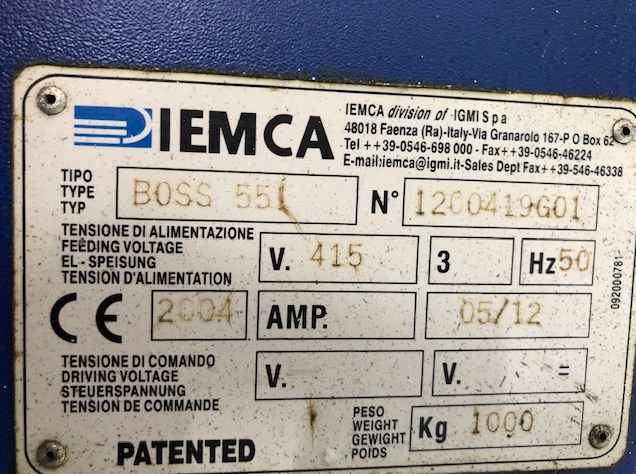 IEMCA
IEMCA division of IGMI S p a
48018 Faenza (Ra)-Italy-Via Granarolo 167-P O Box 62
Tel ++39-0546-698 000 - Fax++39-0546-46224
E-mail:iemca@igmi.it-Sales Dept Fax++39-546-46338
TIPO
TYPE
TYP
BOSS 551
N° 1200419G01
TENSIONE DI ALIMENTAZIONE
FEEDING VOLTAGE
EL - SPEISUNG
TENSION D'ALIMENTATION
V. 415
3
Hz 50
CE
2004
AMP.
05/12
092000781
TENSIONE DI COMANDO
DRIVING VOLTAGE
STEUERSPANNUNG
TENSION DE COMMANDE
V.
V. =
PATENTED
PESO
WEIGHT
GEWIGHT
POIDS
Kg 1000